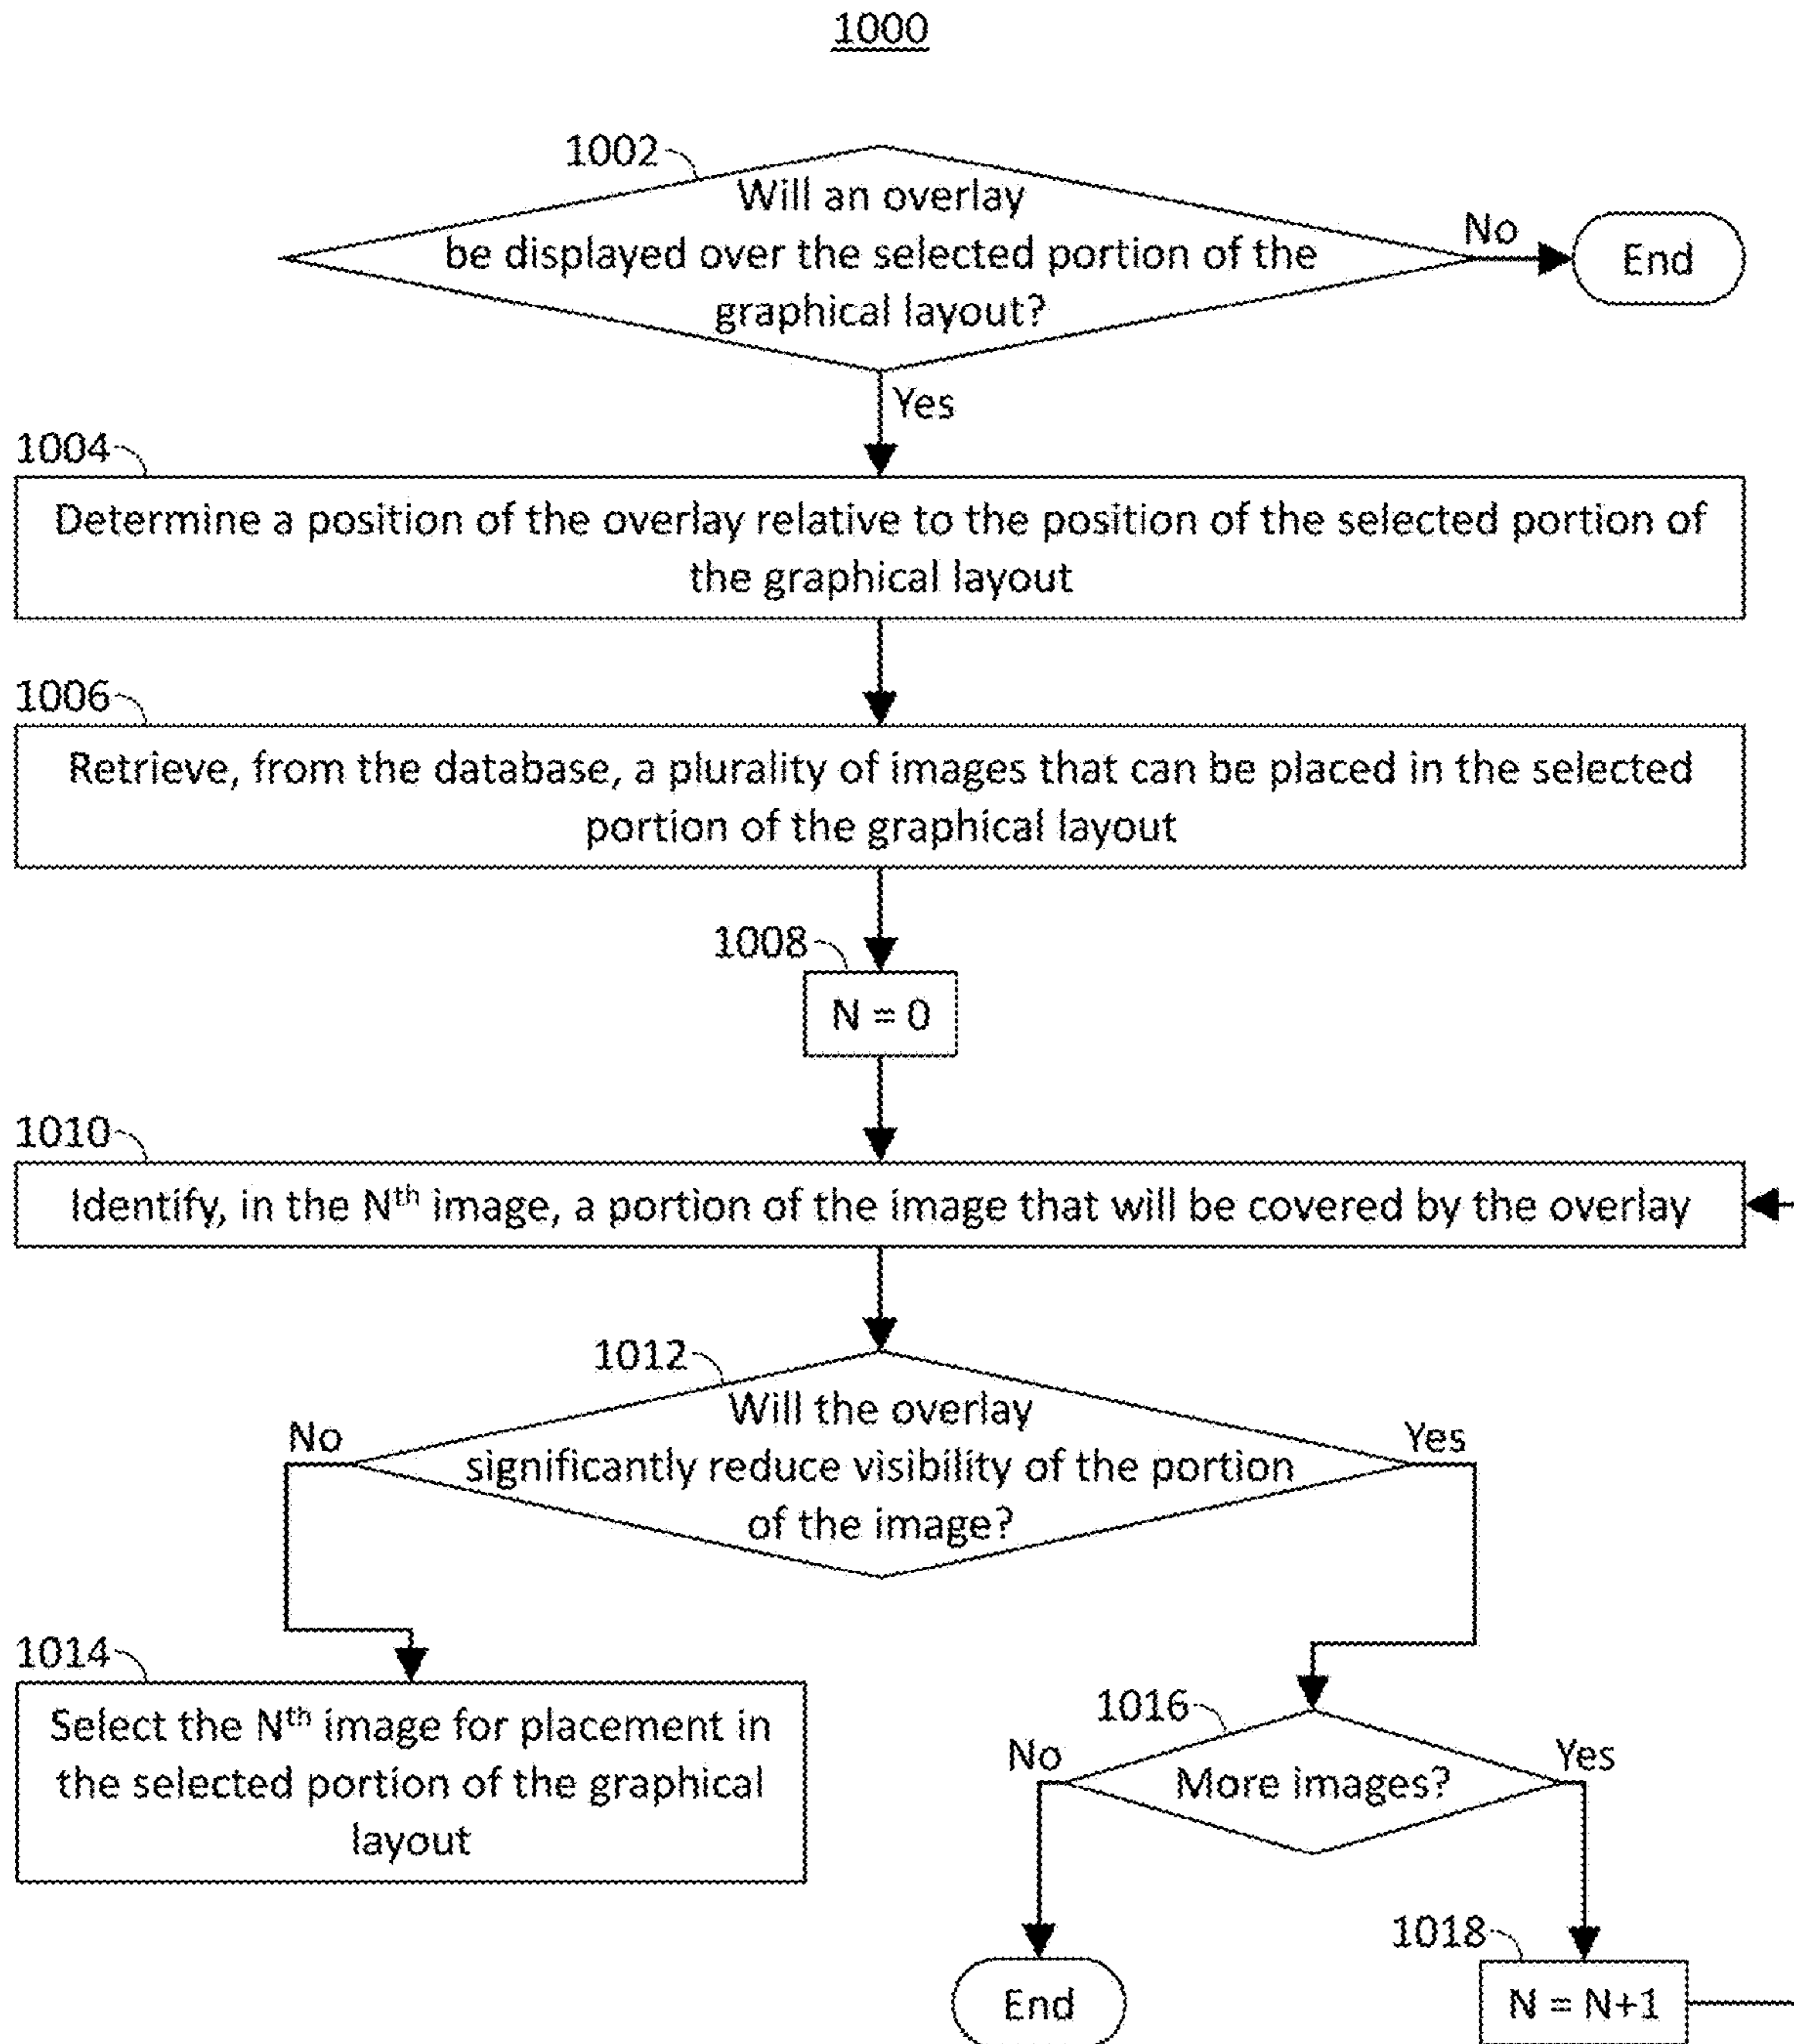 1000
1002
Will an overlay
be displayed over the selected portion of the
graphical layout?
No
End
Yes
1004
Determine a position of the overlay relative to the position of the selected portion of
the graphical layout
1006
Retrieve, from the database, a plurality of images that can be placed in the selected
portion of the graphical layout
1008
N = 0
1010
Identify, in the Nth image, a portion of the image that will be covered by the overlay
1012
Will the overlay
significantly reduce visibility of the portion
of the image?
No
Yes
1014
Select the Nth image for placement in
the selected portion of the graphical
layout
1016
More images?
No
Yes
End
1018
N = N+1